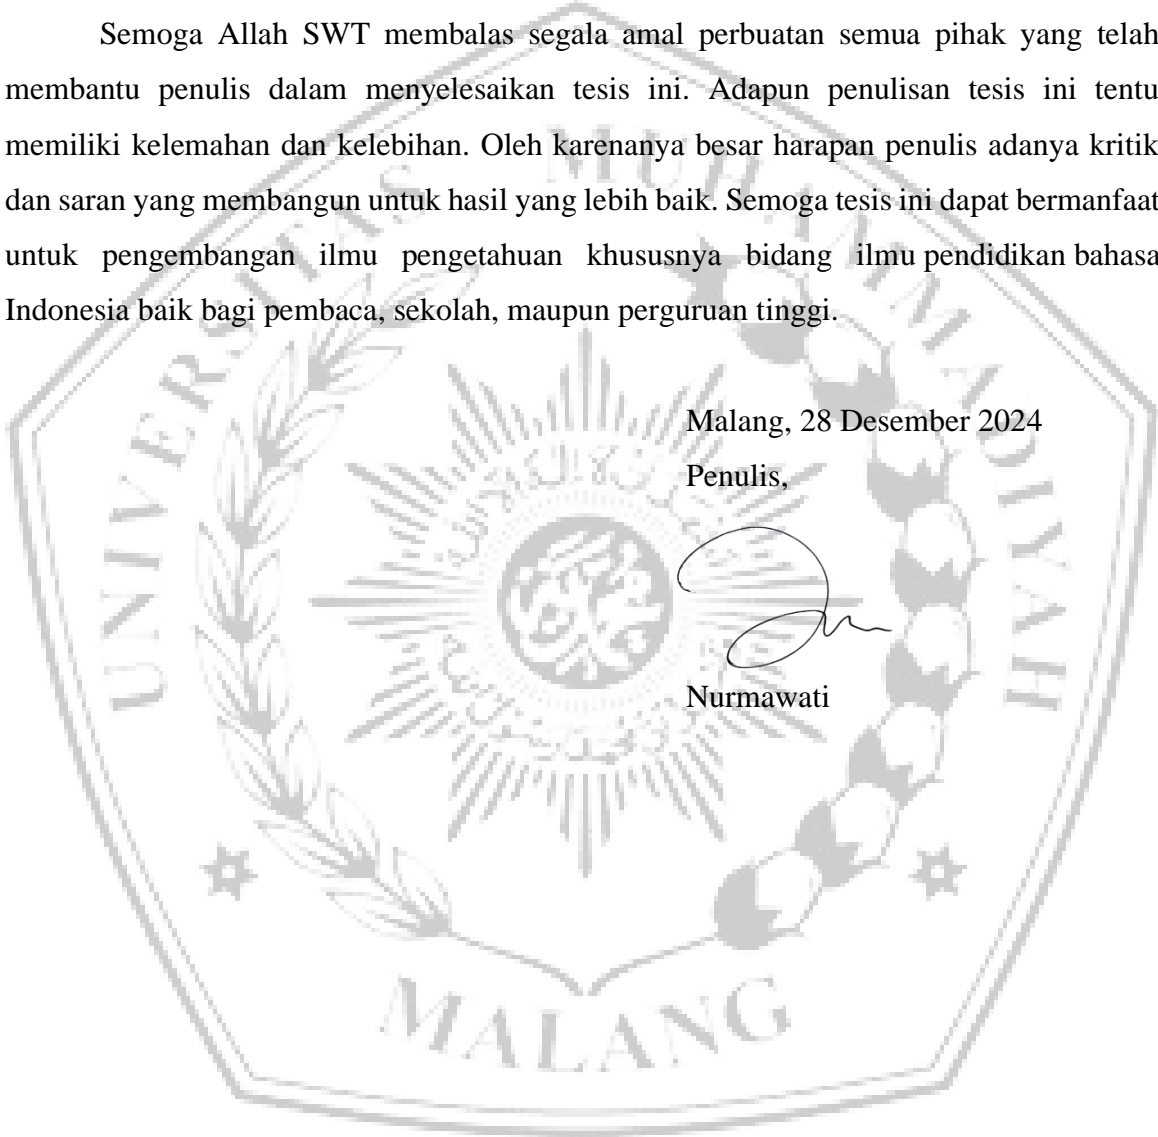 Semoga Allah SWT membalas segala amal perbuatan semua pihak yang telah
membantu penulis dalam menyelesaikan tesis ini. Adapun penulisan tesis ini tentu
memiliki kelemahan dan kelebihan. Oleh karenanya besar harapan penulis adanya kritik
dan saran yang membangun untuk hasil yang lebih baik. Semoga tesis ini dapat bermanfaat
untuk pengembangan ilmu pengetahuan khususnya bidang ilmu pendidikan bahasa
Indonesia baik bagi pembaca, sekolah, maupun perguruan tinggi.
Malang, 28 Desember 2024
Penulis,
Nurmawati
UNIVERSITAS MUHAMMADIYAH
MALANG